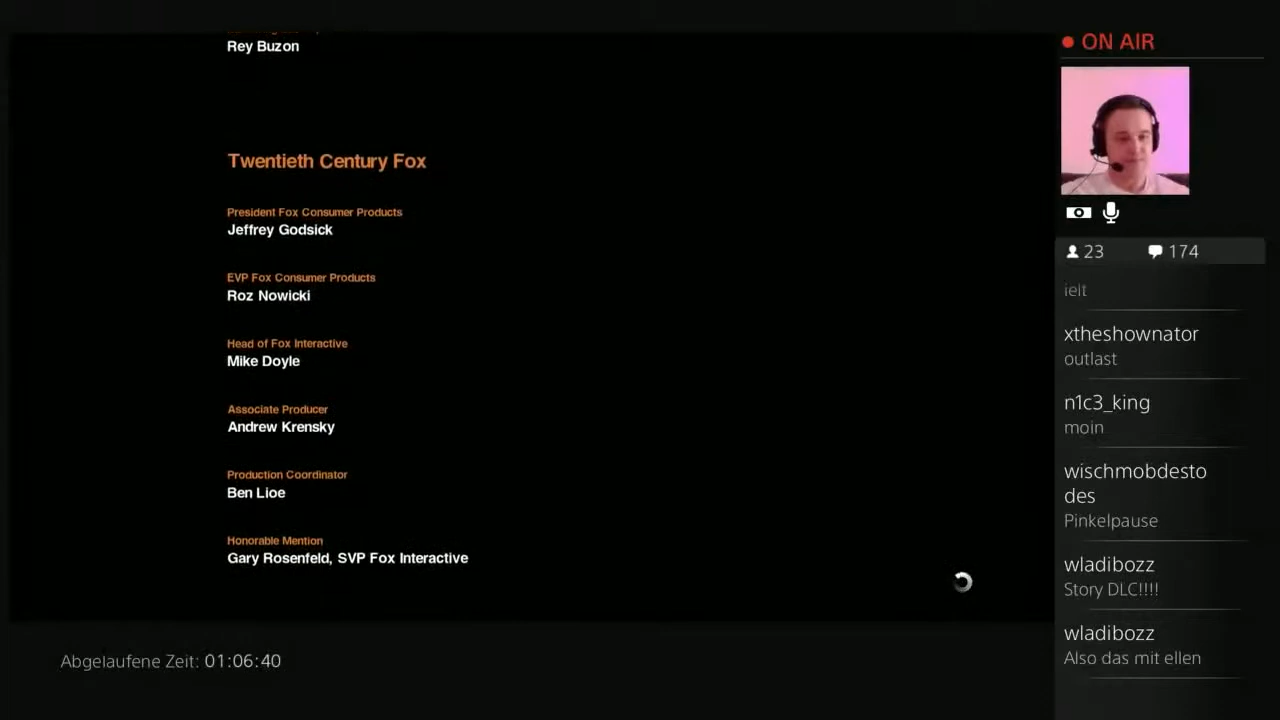 Rey Buzon
Twentieth Century Fox
President Fox Consumer Products
Jeffrey Godsick
EVP Fox Consumer Products
Roz Nowicki
Head of Fox Interactive
Mike Doyle
Associate Producer
Andrew Krensky
Production Coordinator
Ben Lioe
Honorable Mention
Gary Rosenfeld, SVP Fox Interactive
Abgelaufene Zeit: 01:06:40
ON AIR
23 174
ielt
xtheshownator
outlast
n1c3_king
moin
wischmobdesto
des
Pinkelpause
wladibozz
Story DLC!!!!
wladibozz
Also das mit ellen